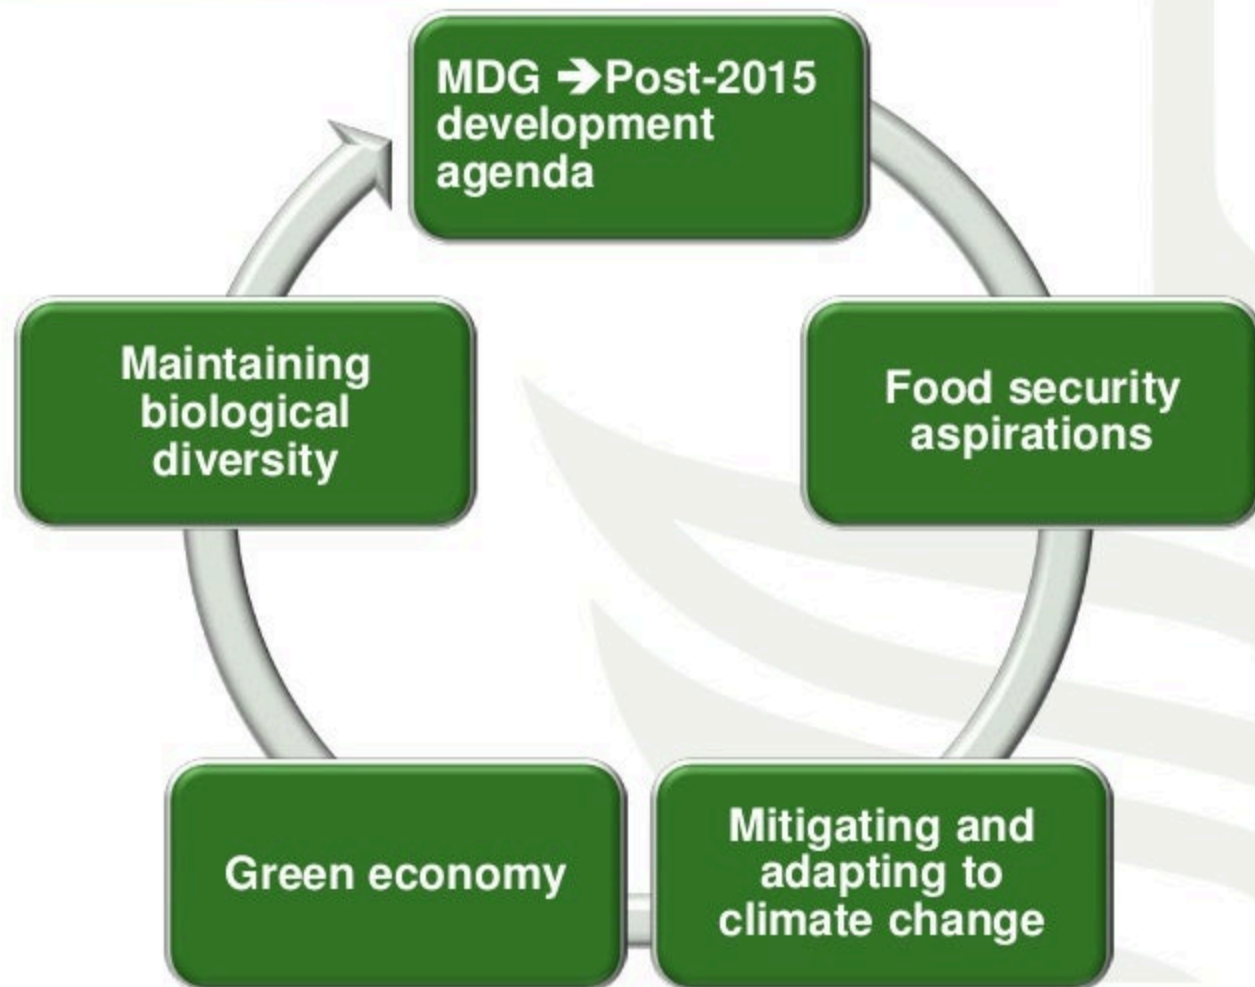 MDG ➔Post-2015
development
agenda
Food security
aspirations
Mitigating and
adapting to
climate change
Green economy
Maintaining
biological
diversity